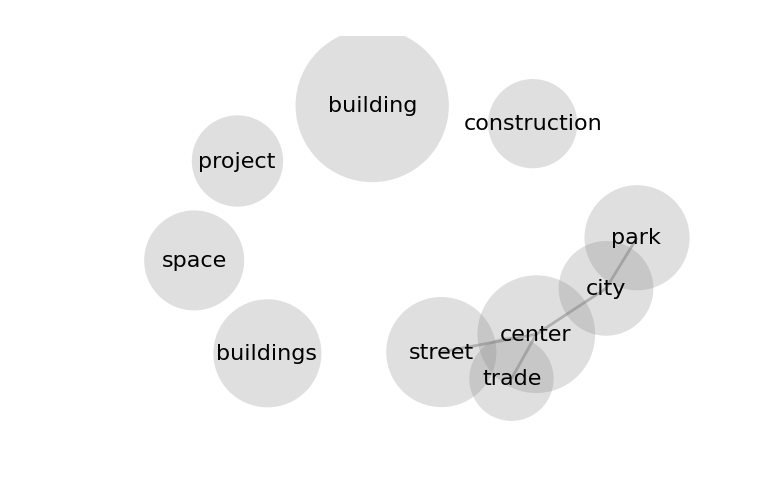 building
construction
project
park
space
city
center
street
buildings
trade